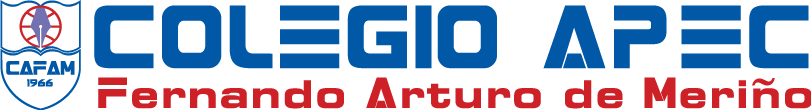 CAFAM
1966
COLEGIO APEC
Fernando Arturo de Meriño